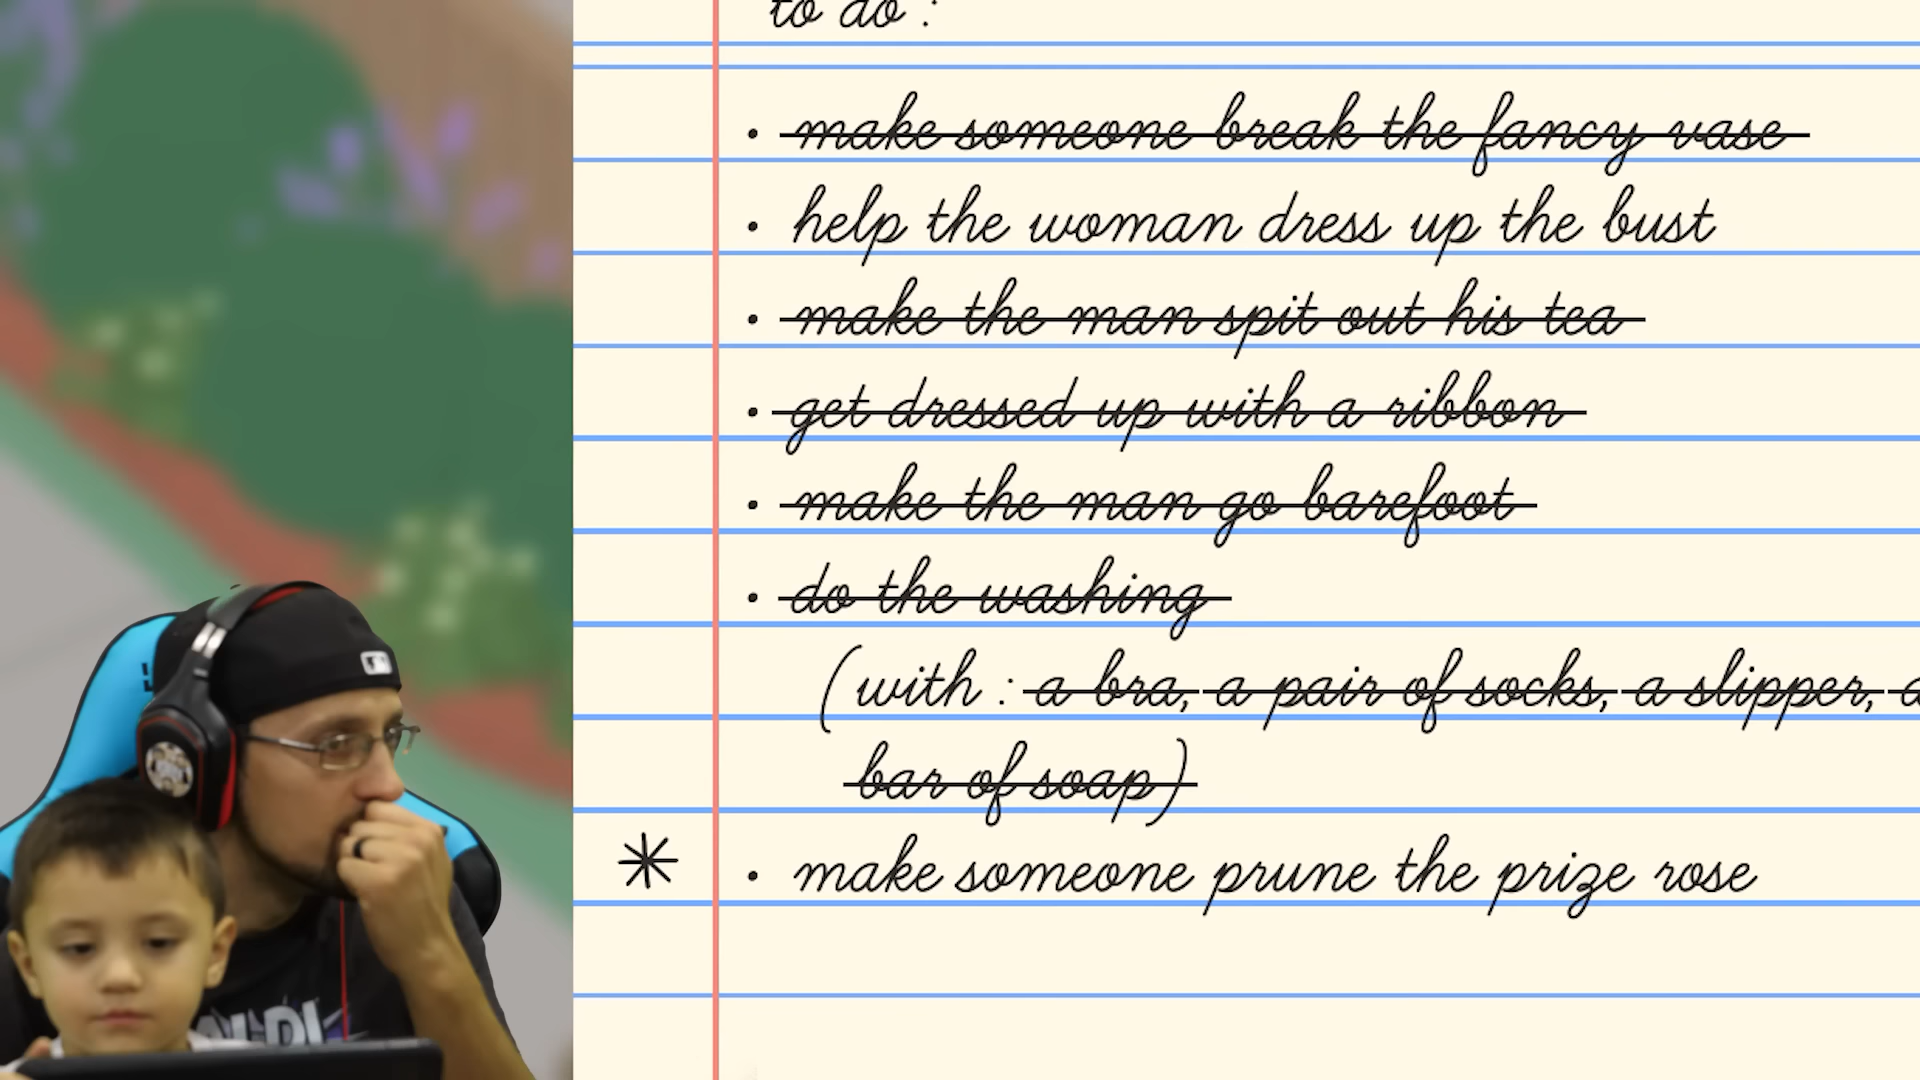 to do :
• make someone break the fancy vase
• help the woman dress up the bust
• make the man spit out his tea
• get dressed up with a ribbon
• make the man go barefoot
• do the washing
(with : a bra, a pair of socks, a slipper, a
bar of soap)
* • make someone prune the prize rose